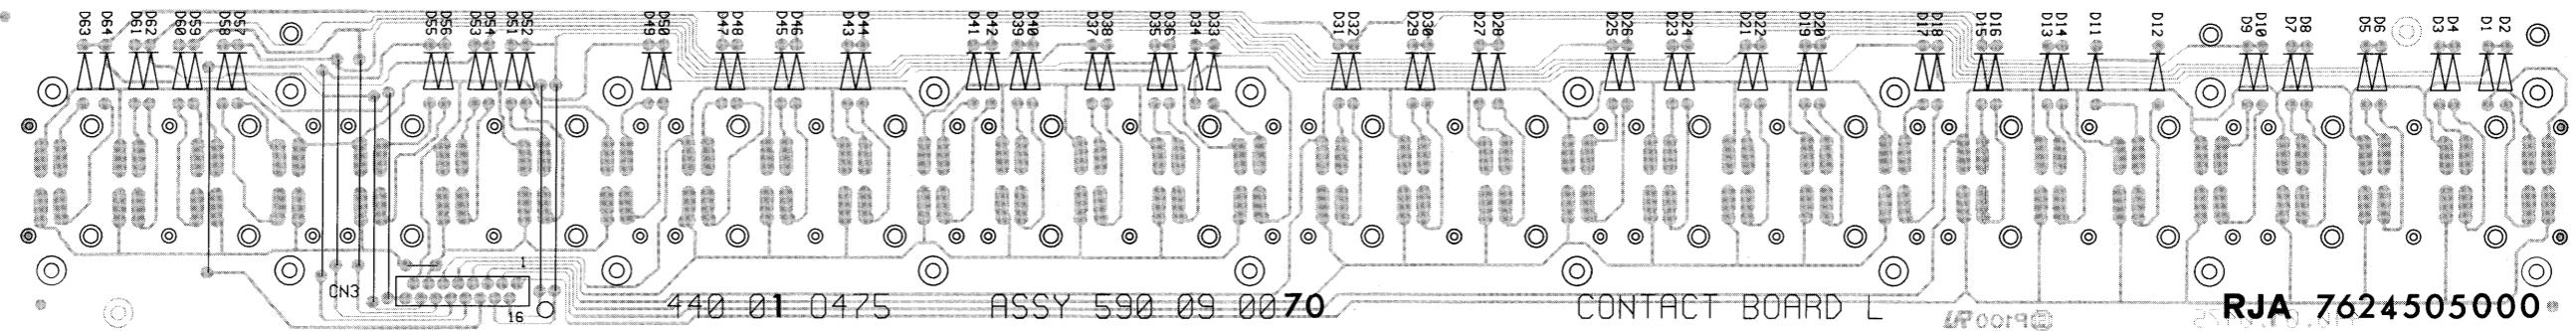 D63 D64 D61 D62 D60 D59 D58 D57 D55 D56 D53 D54 D51 D52 D49 D50 D47 D48 D45 D46 D43 D44 D41 D42 D39 D40 D37 D38 D35 D36 D34 D33 D31 D32 D29 D30 D27 D28 D25 D26 D23 D24 D21 D22 D19 D20 D17 D18 D15 D16 D13 D14 D11 D12 D9 D10 D7 D8 D5 D6 D3 D4 D1 D2
1
CN3
16
440 01 0475 ASSY 590 09 0070 CONTACT BOARD L RJA 7624505000